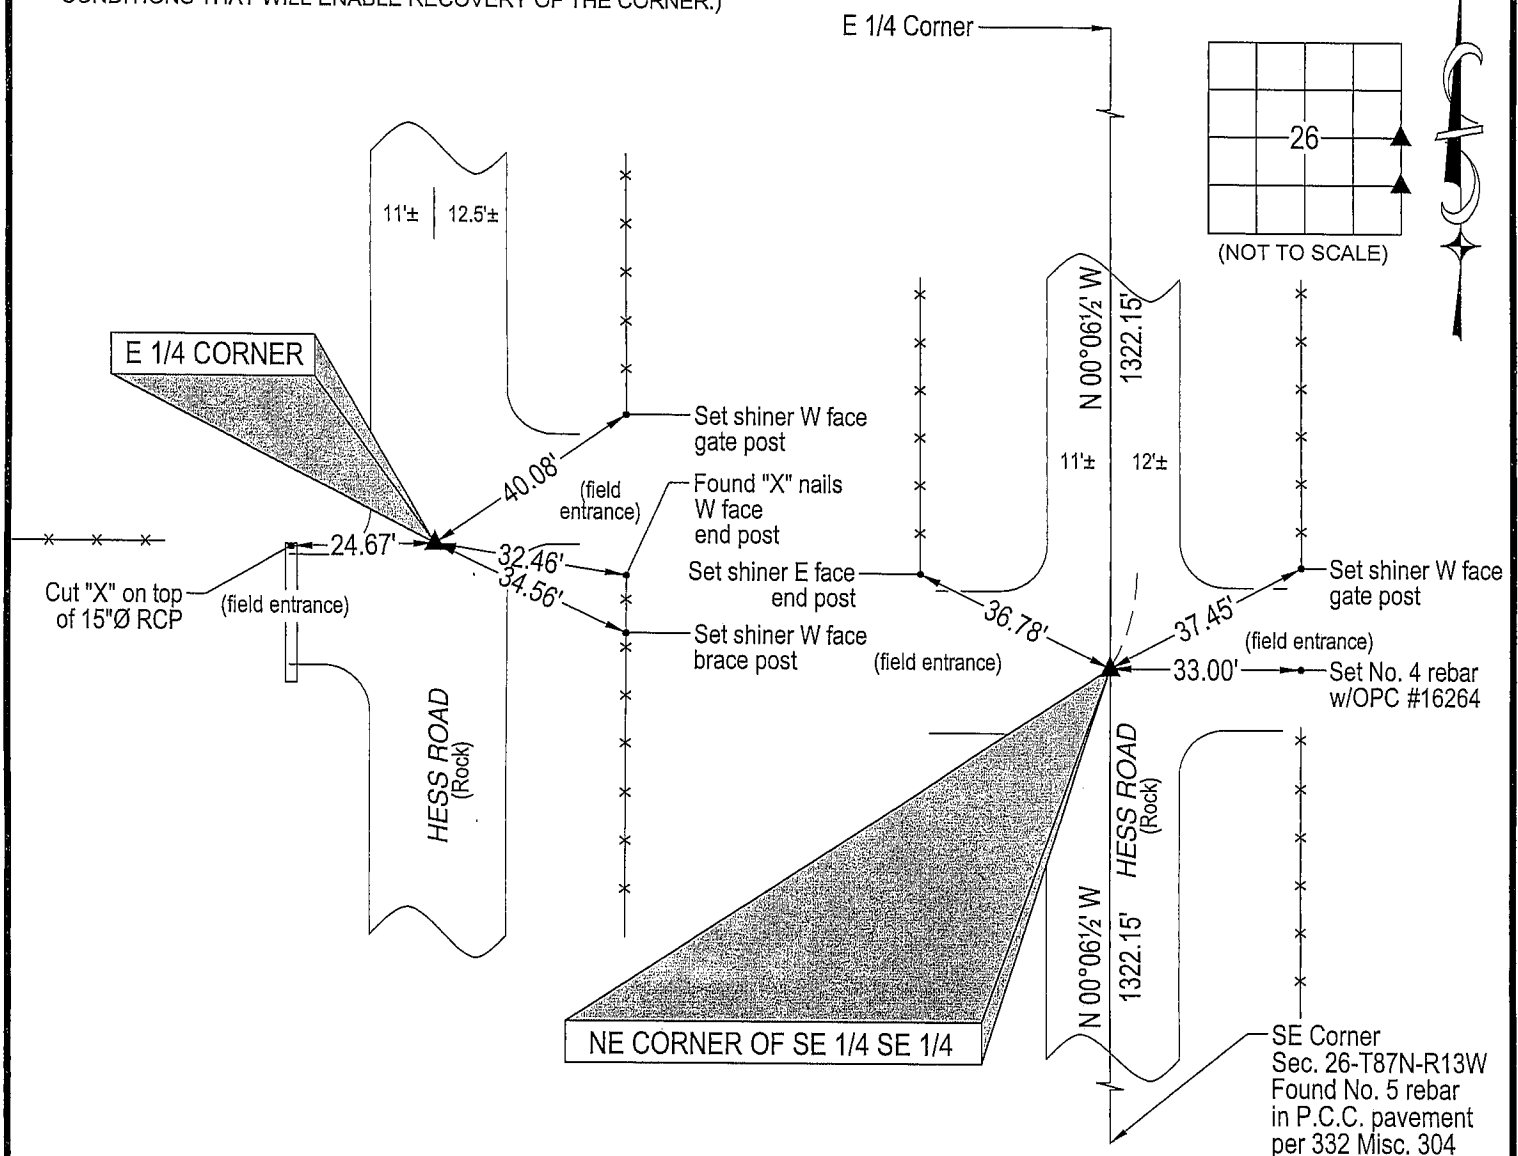 CONDITIONS THAT WILL ENABLE RECOVERY OF THE CORNER.)
E 1/4 Corner
26
(NOT TO SCALE)
11'± 12.5'±
E 1/4 CORNER
40.08'
Set shiner W face
gate post
(field
entrance)
Found "X" nails
W face
end post
24.67'
32.46'
34.56'
Cut "X" on top
of 15"Ø RCP
(field entrance)
Set shiner W face
brace post
HESS ROAD
(Rock)
N 00°06½' W
1322.15'
11'± 12'±
Set shiner E face
end post
36.78'
(field entrance)
37.45'
Set shiner W face
gate post
(field entrance)
33.00'
Set No. 4 rebar
w/OPC #16264
HESS ROAD
(Rock)
N 00°06½' W
1322.15'
NE CORNER OF SE 1/4 SE 1/4
SE Corner
Sec. 26-T87N-R13W
Found No. 5 rebar
in P.C.C. pavement
per 332 Misc. 304